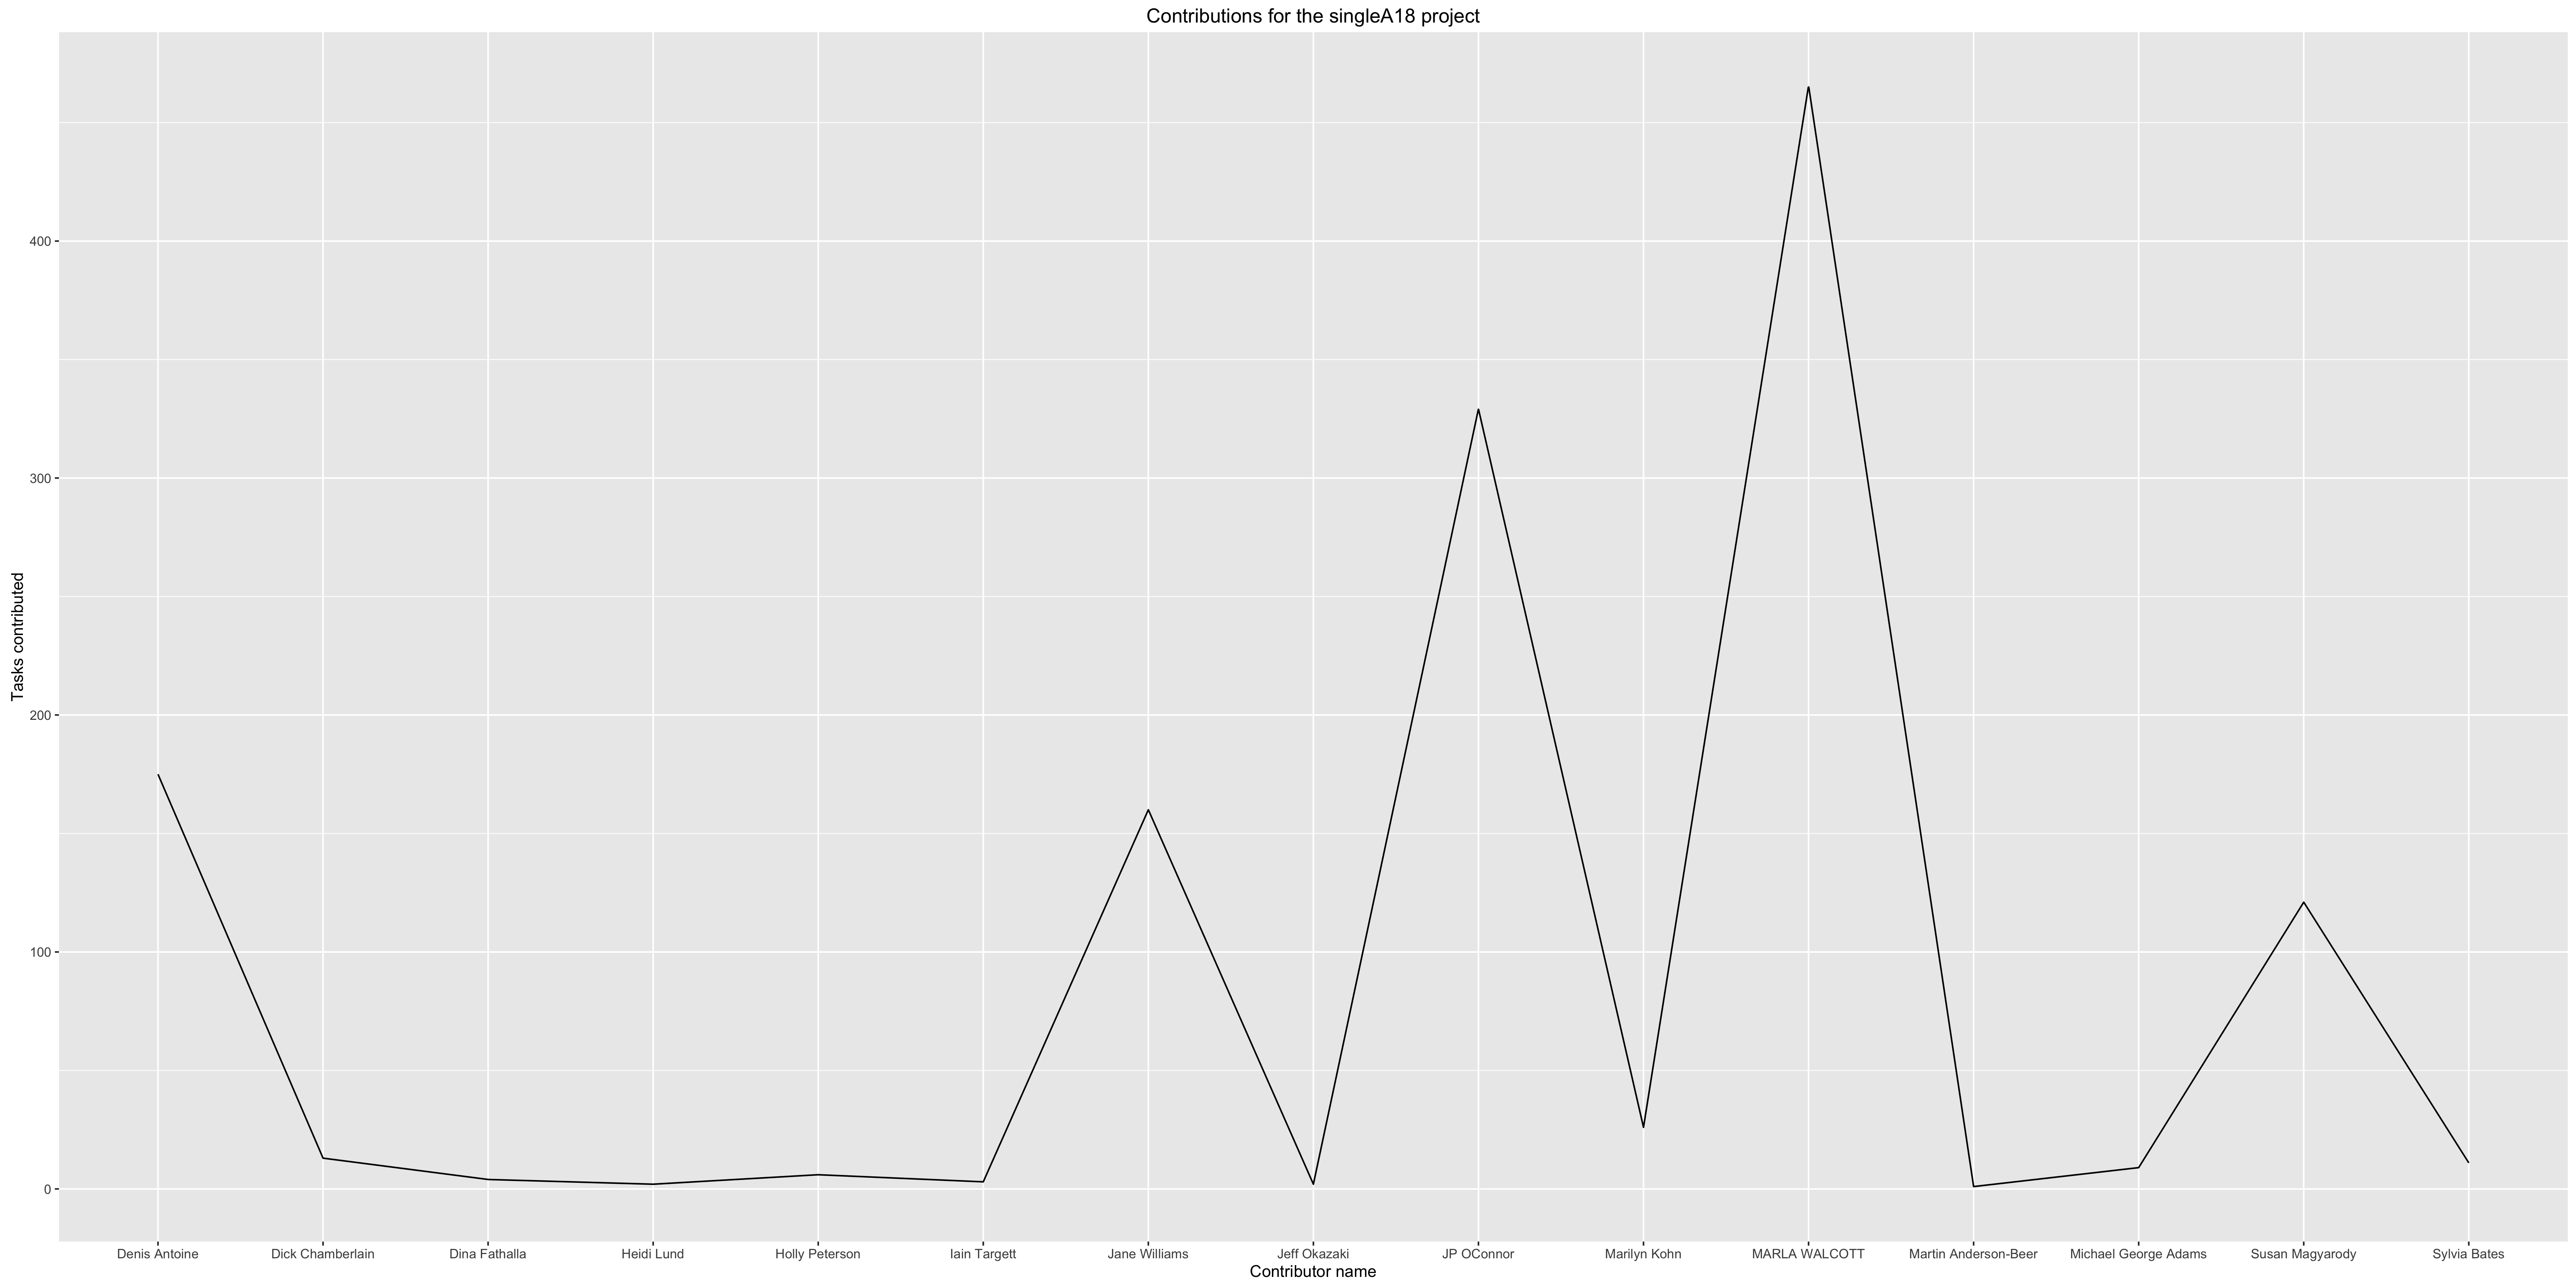 Contributions for the singleA18 project
Tasks contributed
400
300
200
100
0
Denis Antoine
Dick Chamberlain
Dina Fathalla
Heidi Lund
Holly Peterson
Iain Targett
Jane Williams
Jeff Okazaki
JP OConnor
Marilyn Kohn
MARLA WALCOTT
Martin Anderson-Beer
Michael George Adams
Susan Magyarody
Sylvia Bates
Contributor name